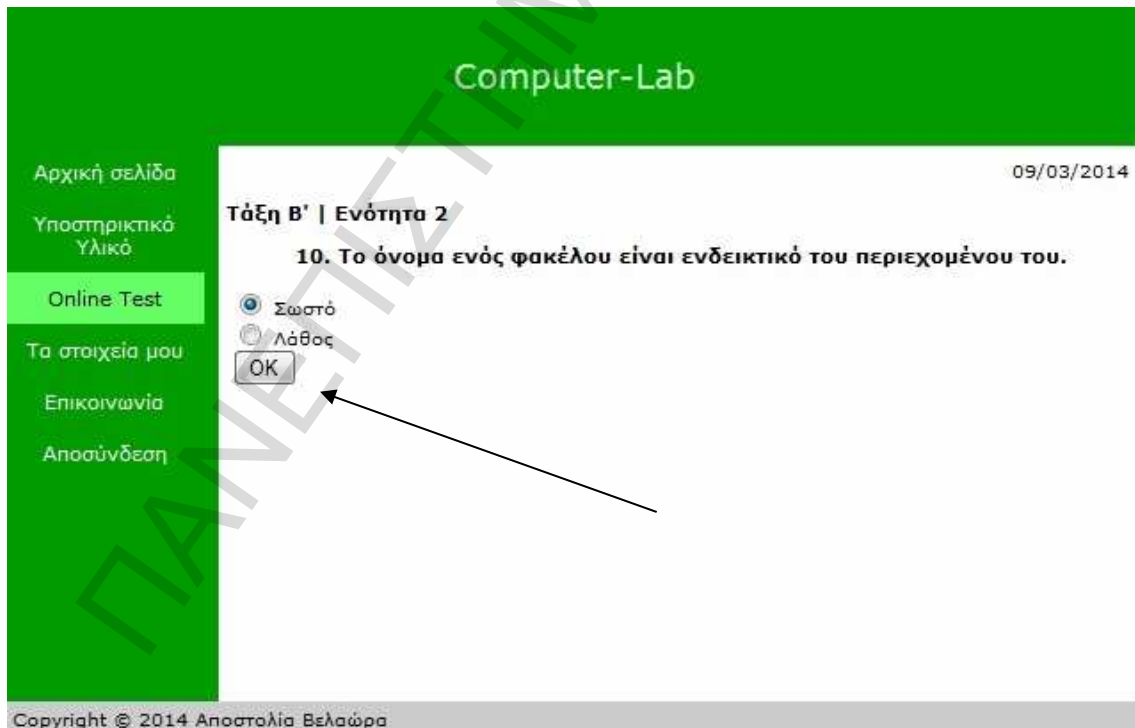 Computer-Lab
Αρχική σελίδα
Υποστηρικτικό
Υλικό
Online Test
Τα στοιχεία μου
Επικοινωνία
Αποσύνδεση
09/03/2014
Τάξη Β' | Ενότητα 2
10. Το όνομα ενός φακέλου είναι ενδεικτικό του περιεχομένου του.
Σωστό
Λάθος
OK
Copyright © 2014 Αποστολία Βελαώρα
ΠΑΝΕΠΙΣΤΗΜ